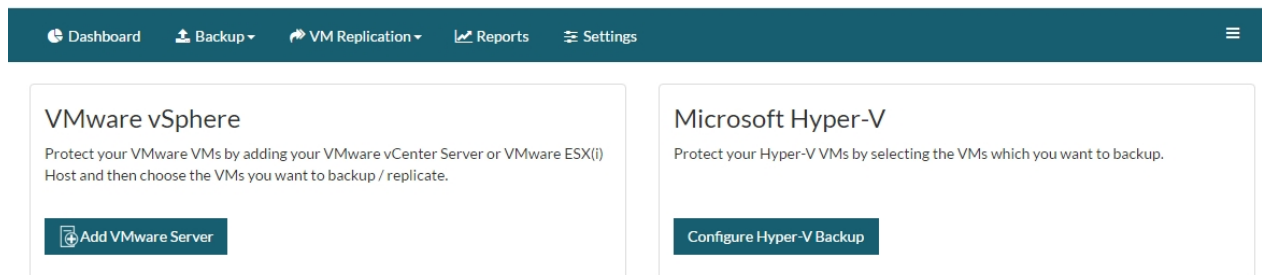 Dashboard Backup VM Replication Reports Settings
VMware vSphere
Protect your VMware VMs by adding your VMware vCenter Server or VMware ESX(i)
Host and then choose the VMs you want to backup / replicate.
Add VMware Server
Microsoft Hyper-V
Protect your Hyper-V VMs by selecting the VMs which you want to backup.
Configure Hyper-V Backup